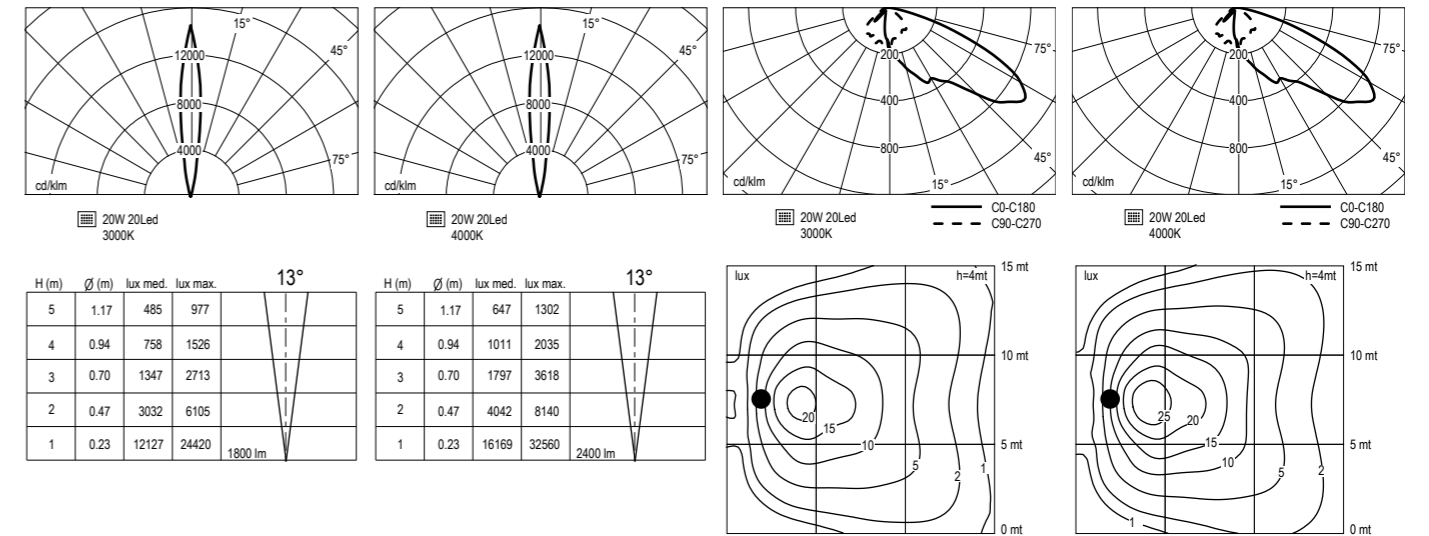 15°
45°
12000
8000
4000
75°
cd/klm
20W 20Led
3000K
15°
45°
12000
8000
4000
75°
cd/klm
20W 20Led
4000K
75°
200
400
45°
800
cd/klm
15°
20W 20Led
3000K
C0-C180
C90-C270
75°
200
400
45°
800
cd/klm
15°
20W 20Led
4000K
C0-C180
C90-C270
H (m) Ø (m) lux med. lux max. 13°
5 1.17 485 977
4 0.94 758 1526
3 0.70 1347 2713
2 0.47 3032 6105
1 0.23 12127 24420 1800 lm
H (m) Ø (m) lux med. lux max. 13°
5 1.17 647 1302
4 0.94 1011 2035
3 0.70 1797 3618
2 0.47 4042 8140
1 0.23 16169 32560 2400 lm
lux h=4mt 15 mt
10 mt
20
15
10 5 mt
5 2 1
0 mt
lux h=4mt 15 mt
10 mt
25 20
15 5 mt
10
5 2
1
0 mt